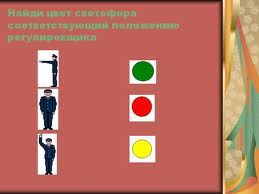 Найди цвет светофора
соответствующий положению
регулировщика